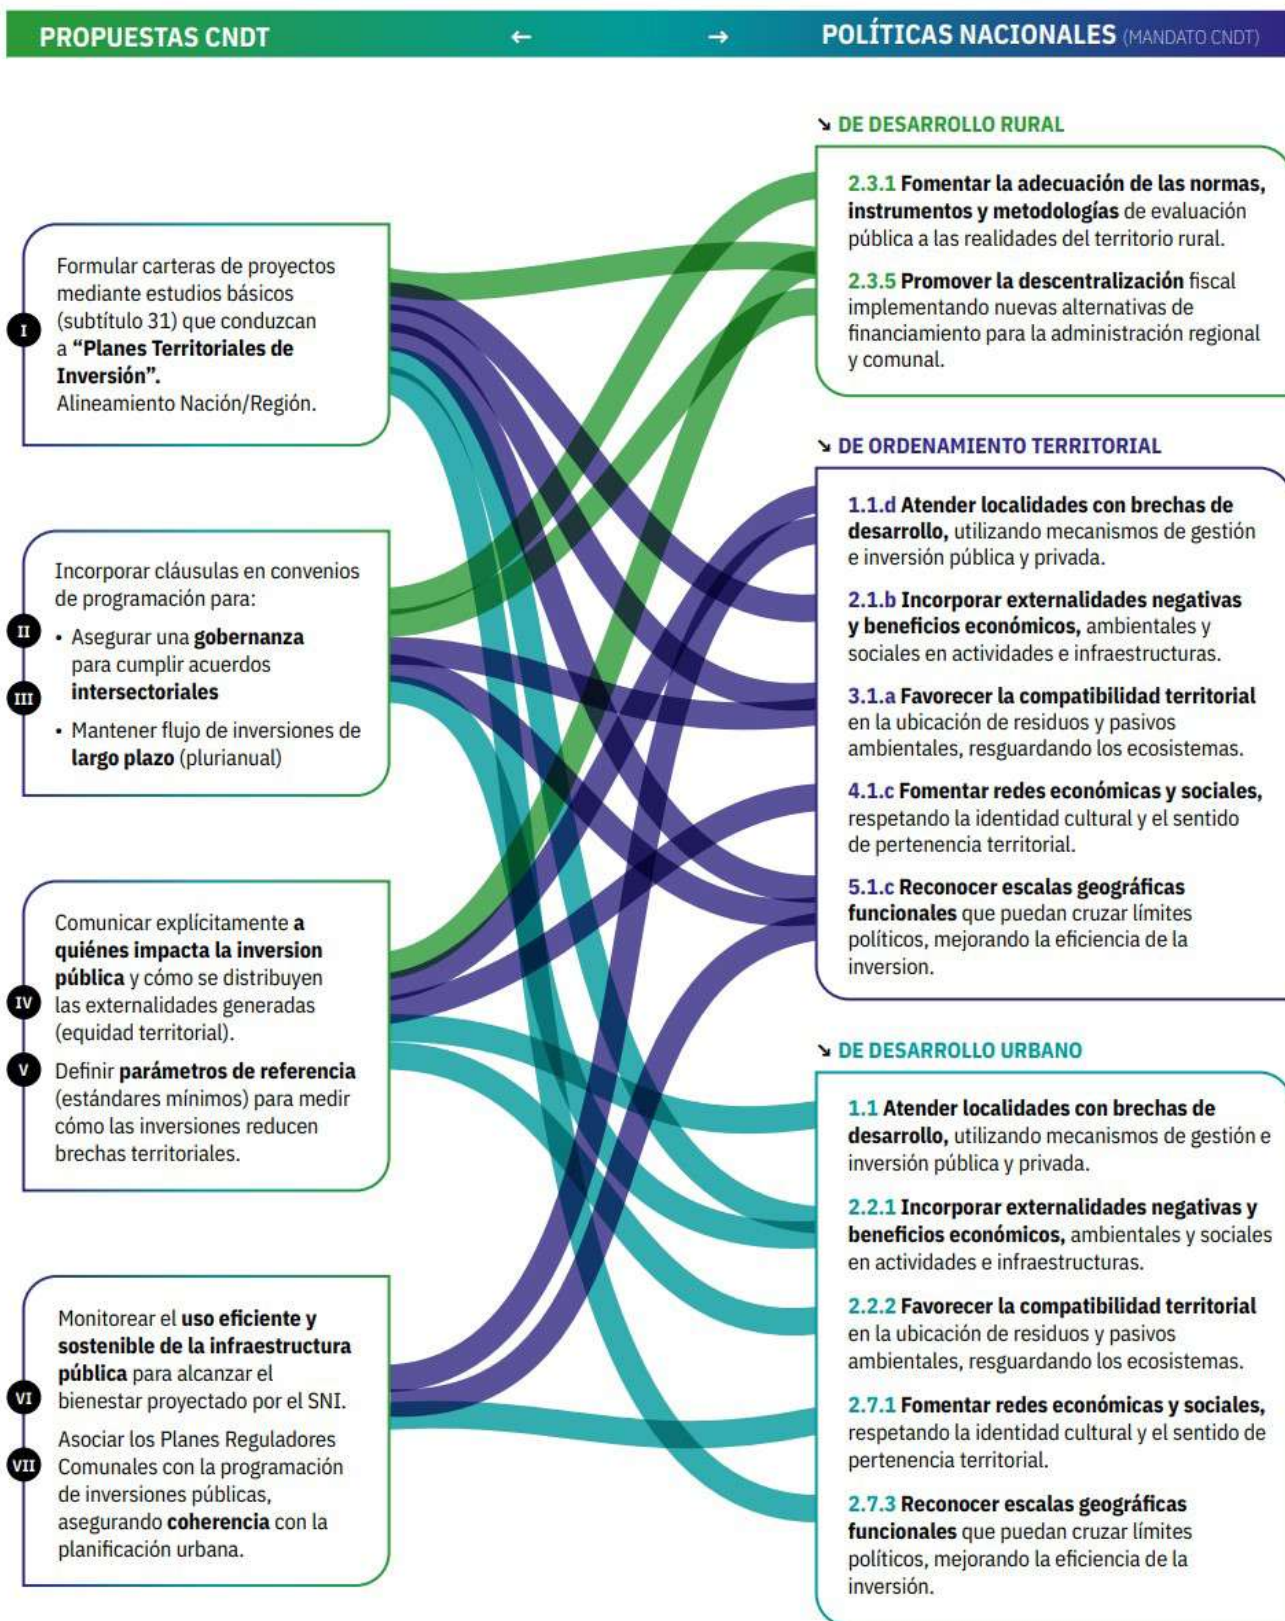 PROPUESTAS CNDT ← → POLÍTICAS NACIONALES (MANDATO CNDT)
I
Formular carteras de proyectos
mediante estudios básicos
(subtítulo 31) que conduzcan
a “Planes Territoriales de
Inversión”.
Alineamiento Nación/Región.
II
III
Incorporar cláusulas en convenios
de programación para:
• Asegurar una gobernanza
para cumplir acuerdos
intersectoriales
• Mantener flujo de inversiones de
largo plazo (plurianual)
IV
Comunicar explícitamente a
quiénes impacta la inversion
pública y cómo se distribuyen
las externalidades generadas
(equidad territorial).
V
Definir parámetros de referencia
(estándares mínimos) para medir
cómo las inversiones reducen
brechas territoriales.
VI
Monitorear el uso eficiente y
sostenible de la infraestructura
pública para alcanzar el
bienestar proyectado por el SNI.
VII
Asociar los Planes Reguladores
Comunales con la programación
de inversiones públicas,
asegurando coherencia con la
planificación urbana.
↘ DE DESARROLLO RURAL
2.3.1 Fomentar la adecuación de las normas,
instrumentos y metodologías de evaluación
pública a las realidades del territorio rural.
2.3.5 Promover la descentralización fiscal
implementando nuevas alternativas de
financiamiento para la administración regional
y comunal.
↘ DE ORDENAMIENTO TERRITORIAL
1.1.d Atender localidades con brechas de
desarrollo, utilizando mecanismos de gestión
e inversión pública y privada.
2.1.b Incorporar externalidades negativas
y beneficios económicos, ambientales y
sociales en actividades e infraestructuras.
3.1.a Favorecer la compatibilidad territorial
en la ubicación de residuos y pasivos
ambientales, resguardando los ecosistemas.
4.1.c Fomentar redes económicas y sociales,
respetando la identidad cultural y el sentido
de pertenencia territorial.
5.1.c Reconocer escalas geográficas
funcionales que puedan cruzar límites
políticos, mejorando la eficiencia de la
inversion.
↘ DE DESARROLLO URBANO
1.1 Atender localidades con brechas de
desarrollo, utilizando mecanismos de gestión e
inversión pública y privada.
2.2.1 Incorporar externalidades negativas y
beneficios económicos, ambientales y sociales
en actividades e infraestructuras.
2.2.2 Favorecer la compatibilidad territorial
en la ubicación de residuos y pasivos
ambientales, resguardando los ecosistemas.
2.7.1 Fomentar redes económicas y sociales,
respetando la identidad cultural y el sentido de
pertenencia territorial.
2.7.3 Reconocer escalas geográficas
funcionales que puedan cruzar límites
políticos, mejorando la eficiencia de la
inversión.